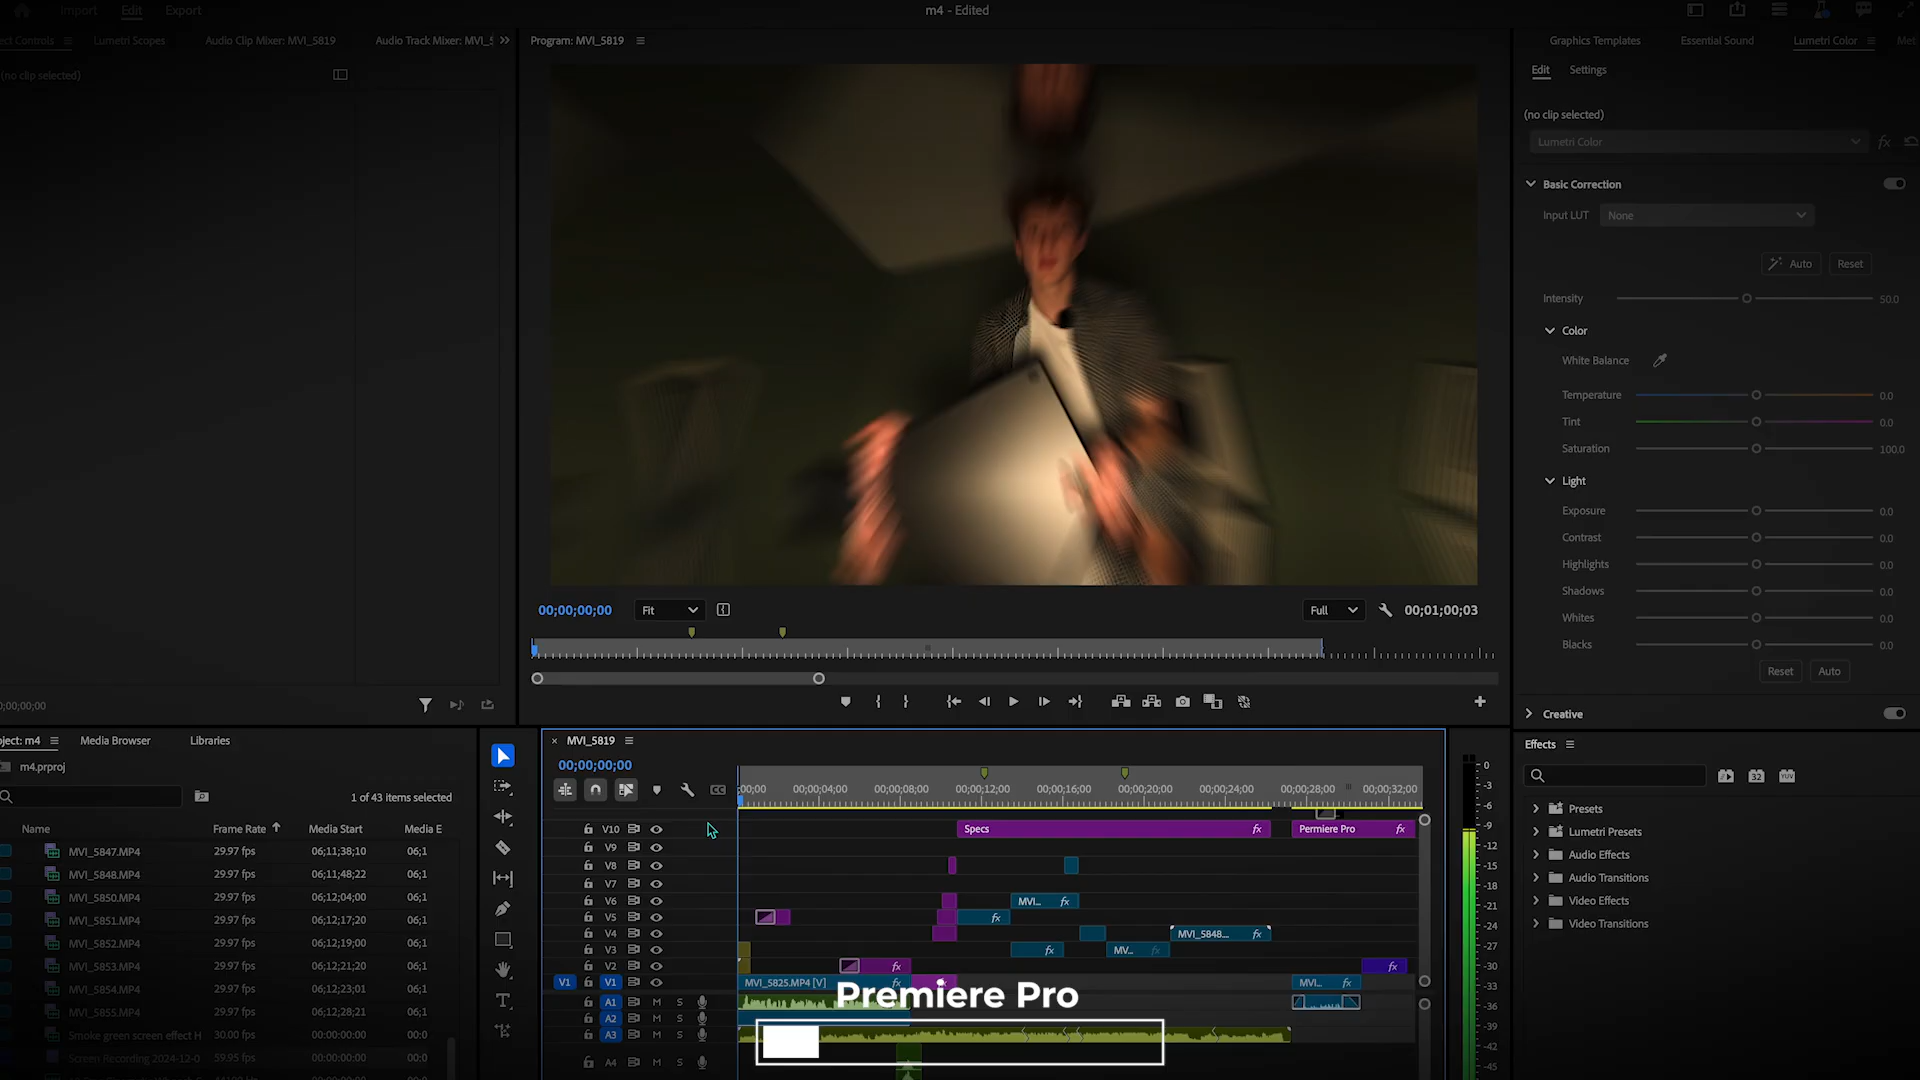 Import Edit Export
m4 - Edited
Lumetri Scopes
Audio Clip Mixer: MVI_5819
Program: MVI_5819
Graphics Templates Essential Sound Lumetri Color
(no clip selected)
Edit Settings
(no clip selected)
Lumetri Color fx
Basic Correction
Input LUT None
Auto Reset
Intensity 50.0
Color
White Balance
Temperature 0.0
Tint 0.0
Saturation 100.0
Light
Exposure 0.0
Contrast 0.0
Highlights 0.0
Shadows 0.0
Whites 0.0
Blacks 0.0
Reset Auto
Creative
00;00;00;00 Fit Full 00;01;00;03
Media Browser Libraries
m4.prproj
1 of 43 items selected
Name Frame Rate Media Start Media E
MVI_5847.MP4 29.97 fps 06;11;38;10 06;1
MVI_5848.MP4 29.97 fps 06;11;48;22 06;1
MVI_5850.MP4 29.97 fps 06;12;04;00 06;1
MVI_5851.MP4 29.97 fps 06;12;17;20 06;1
MVI_5852.MP4 29.97 fps 06;12;19;00 06;1
MVI_5853.MP4 29.97 fps 06;12;21;20 06;1
MVI_5854.MP4 29.97 fps 06;12;23;01 06;1
MVI_5855.MP4 29.97 fps 06;12;28;21 06;1
Smoke green screen effect H 30.00 fps 00:00:00:00 00:0
Screen Recording 2024-12-0 59.95 fps 00:00:00:00 00:0
MVI_5819
00;00;00;00
00;00 00;00;04;00 00;00;08;00 00;00;12;00 00;00;16;00 00;00;20;00 00;00;24;00 00;00;28;00 00;00;32;00
V10 Specs fx Permiere Pro fx
V9
V8
V7
V6 MVI... fx
V5 fx
V4 MVI_5848... fx
V3 fx MV... fx
V2 fx fx
V1 V1 MVI_5825.MP4 [V] fx MVI... fx
A1 M S
A2 M S
A3 M S
A4 M S
Premiere Pro
0
-3
-6
-9
-12
-15
-18
-21
-24
-27
-30
-33
-36
-39
-42
-45
Effects
32 YUV
Presets
Lumetri Presets
Audio Effects
Audio Transitions
Video Effects
Video Transitions